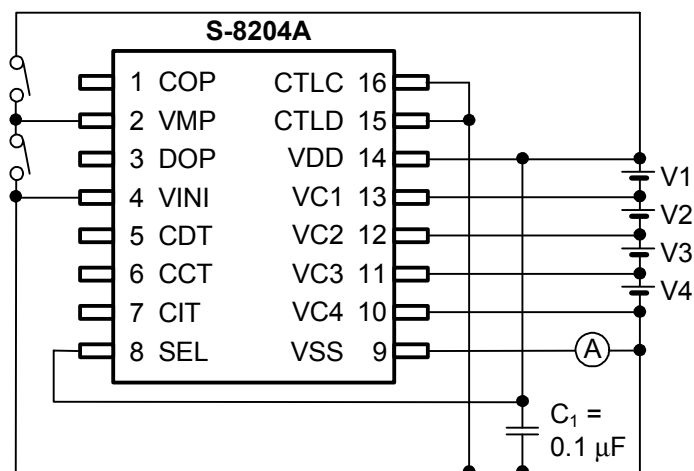 S-8204A
1 COP CTLC 16
2 VMP CTLD 15
3 DOP VDD 14
4 VINI VC1 13
5 CDT VC2 12
6 CCT VC3 11
7 CIT VC4 10
8 SEL VSS 9
V1
V2
V3
V4
A
C₁ =
0.1 μF